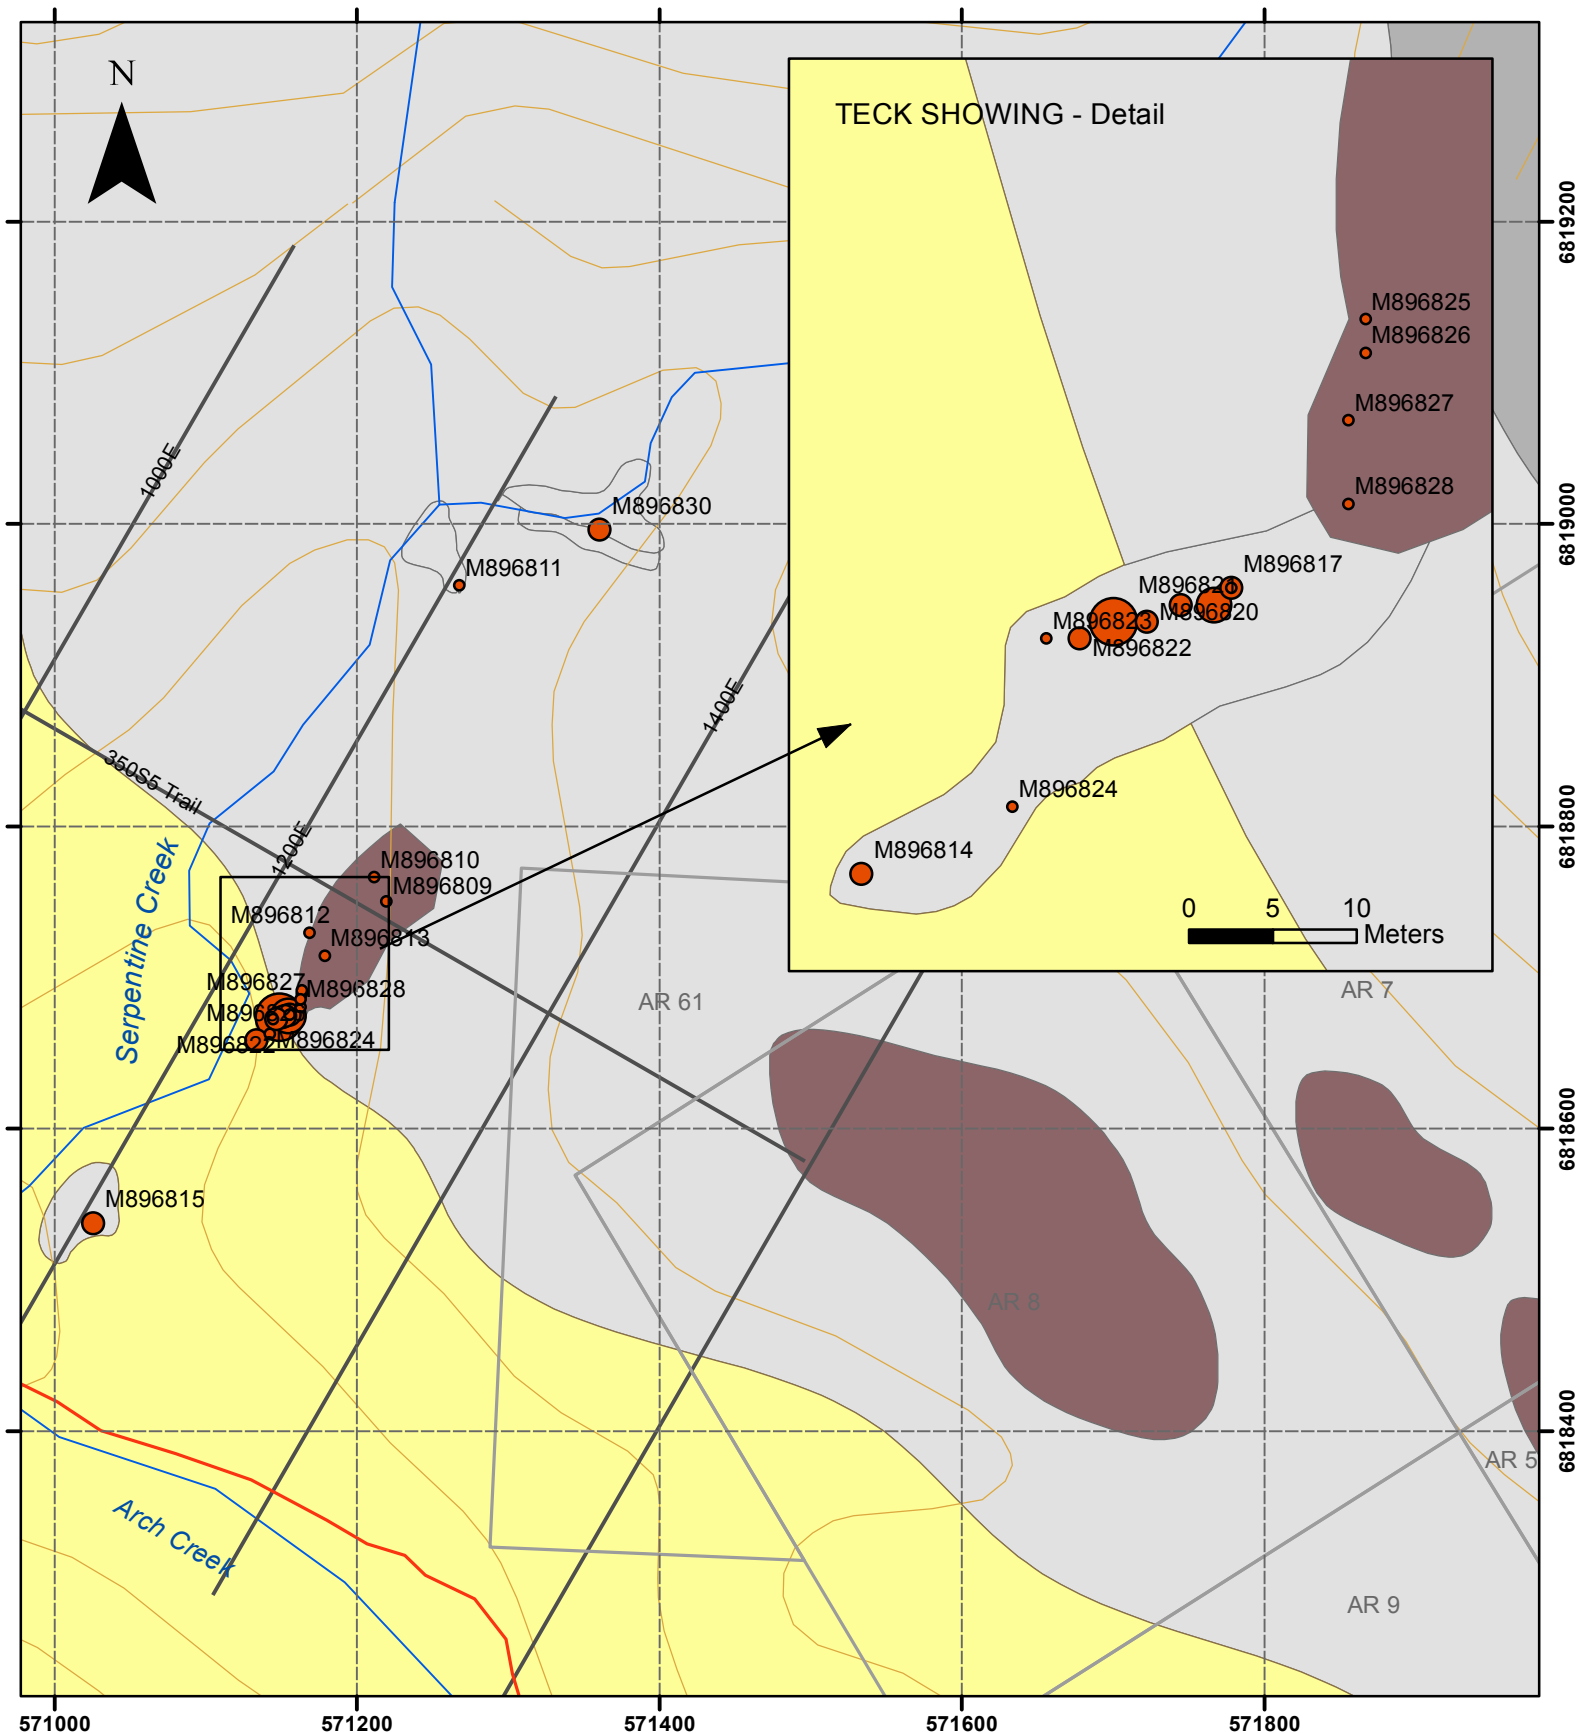 N
TECK SHOWING - Detail
6819200
M896825
M896826
M896827
1000E
M896828
M896830
6819000
M896811
M896817
M896821
M896820
M896823
M896822
1400E
350S5 Trail
M896824
6818800
1200E
M896814
M896810
M896809
0 5 10
Meters
M896812
M896813
Serpentine Creek
M896827
M896828
AR 61
AR 7
M896824
M896822
6818600
M896815
AR 8
6818400
AR 5
Arch Creek
AR 9
571000 571200 571400 571600 571800